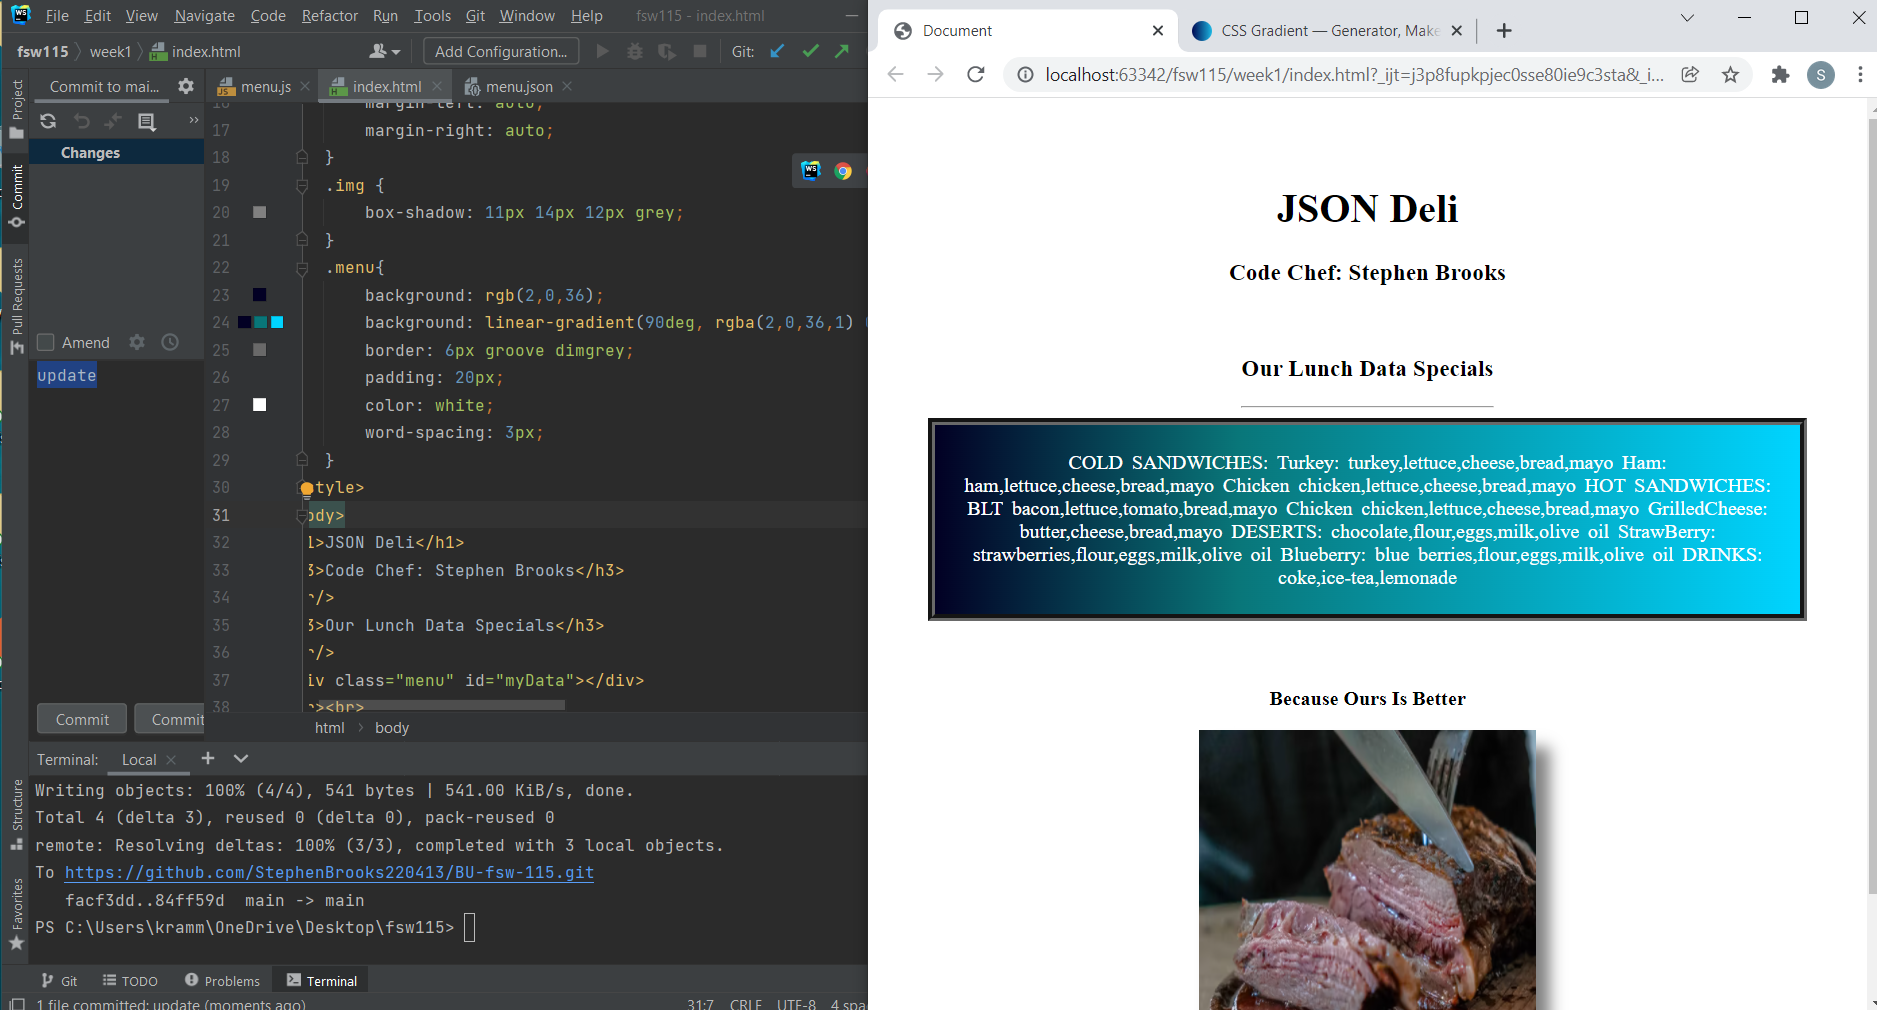 File Edit View Navigate Code Refactor Run Tools Git Window Help fsw115 - index.html
fsw115 week1 index.html Add Configuration... Git:
Commit to mai... menu.js index.html menu.json
Changes
Amend
update
Commit Commit
Project
Commit
Pull Requests
Structure
Favorites
16 margin-left: auto;
17 margin-right: auto;
18 }
19 .img {
20 box-shadow: 11px 14px 12px grey;
21 }
22 .menu{
23 background: rgb(2,0,36);
24 background: linear-gradient(90deg, rgba(2,0,36,1)
25 border: 6px groove dimgrey;
26 padding: 20px;
27 color: white;
28 word-spacing: 3px;
29 }
30 tyle>
31 ody>
32 1>JSON Deli</h1>
33 3>Code Chef: Stephen Brooks</h3>
34 r/>
35 3>Our Lunch Data Specials</h3>
36 r/>
37 iv class="menu" id="myData"></div>
38 r><br>
html body
Terminal: Local
Writing objects: 100% (4/4), 541 bytes | 541.00 KiB/s, done.
Total 4 (delta 3), reused 0 (delta 0), pack-reused 0
remote: Resolving deltas: 100% (3/3), completed with 3 local objects.
To https://github.com/StephenBrooks220413/BU-fsw-115.git
facf3dd..84ff59d main -> main
PS C:\Users\kramm\OneDrive\Desktop\fsw115>
Git TODO Problems Terminal
1 file committed: update (moments ago) 31:7 CRLF UTF-8 4 spa
Document CSS Gradient — Generator, Make
localhost:63342/fsw115/week1/index.html?_ijt=j3p8fupkpjec0sse80ie9c3sta&_i... S
JSON Deli
Code Chef: Stephen Brooks
Our Lunch Data Specials
COLD SANDWICHES: Turkey: turkey,lettuce,cheese,bread,mayo Ham:
ham,lettuce,cheese,bread,mayo Chicken chicken,lettuce,cheese,bread,mayo HOT SANDWICHES:
BLT bacon,lettuce,tomato,bread,mayo Chicken chicken,lettuce,cheese,bread,mayo GrilledCheese:
butter,cheese,bread,mayo DESERTS: chocolate,flour,eggs,milk,olive oil StrawBerry:
strawberries,flour,eggs,milk,olive oil Blueberry: blue berries,flour,eggs,milk,olive oil DRINKS:
coke,ice-tea,lemonade
Because Ours Is Better